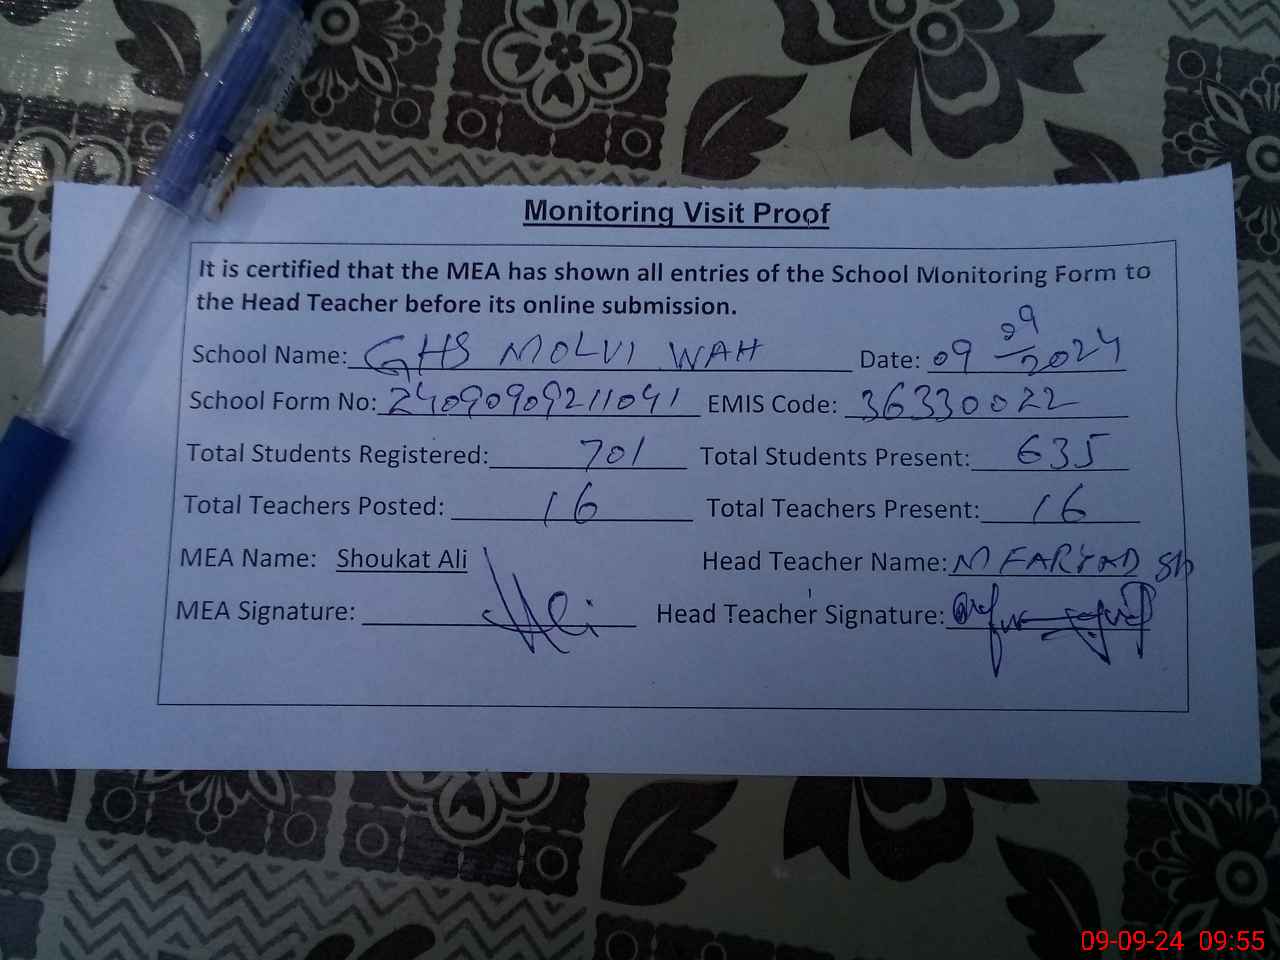 Monitoring Visit Proof
It is certified that the MEA has shown all entries of the School Monitoring Form to
the Head Teacher before its online submission.
School Name: GHS MOLVI WAH Date: 09 09 2024
School Form No: 24090909211041 EMIS Code: 36330022
Total Students Registered: 701 Total Students Present: 635
Total Teachers Posted: 16 Total Teachers Present: 16
MEA Name: Shoukat Ali Head Teacher Name: M FARYAD
MEA Signature: Ali Head Teacher Signature:
09-09-24 09:55